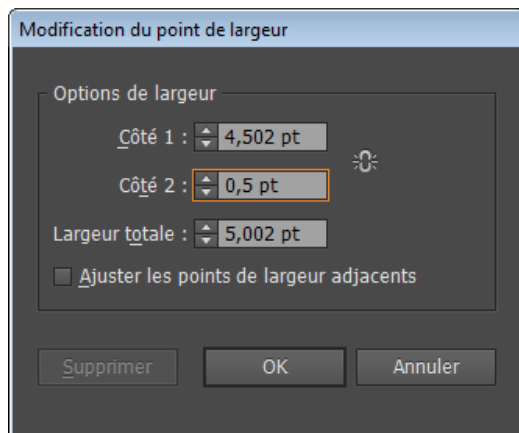 Modification du point de largeur
Options de largeur
Côté 1 : 4,502 pt
Côté 2 : 0,5 pt
Largeur totale : 5,002 pt
Ajuster les points de largeur adjacents
Supprimer OK Annuler